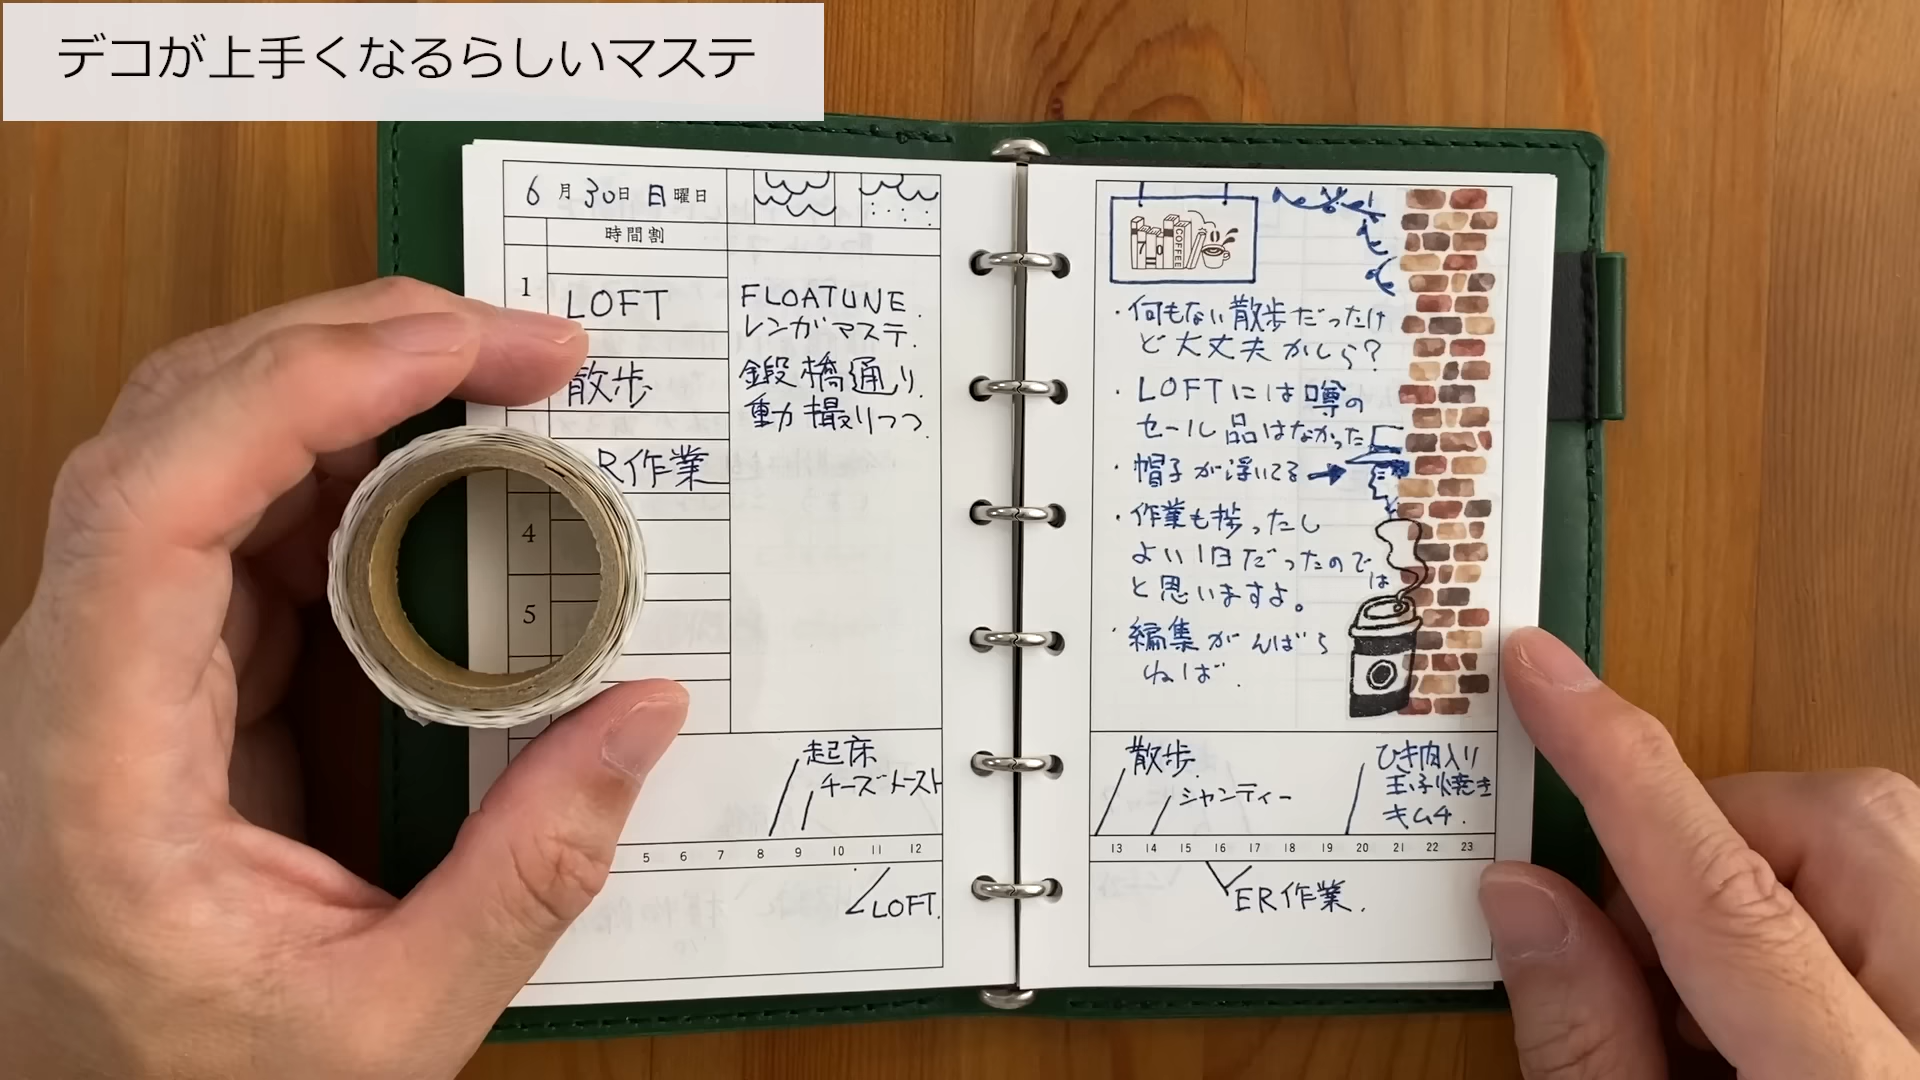 デコが上手くなるらしいマステ
6月30日 日曜日
時間割
1
LOFT
散歩
R作業
4
5
FLOATUNE.
レンガマステ.
鍛橋通り
動撮りつつ.
起床
チーズトースト
5 6 7 8 9 10 11 12
LOFT.
7 0 COFFEE
・何もない散歩だったけ
ど大丈夫かしら?
・LOFTには噂の
セール品はなかった
・帽子が浮いてる→
・作業も捗ったし
よい1日だったのでは
と思いますよ。
・編集がんばら
ねば.
散歩.
シャンディー
ひき肉入り
玉子焼き
キムチ.
13 14 15 16 17 18 19 20 21 22 23
ER作業.